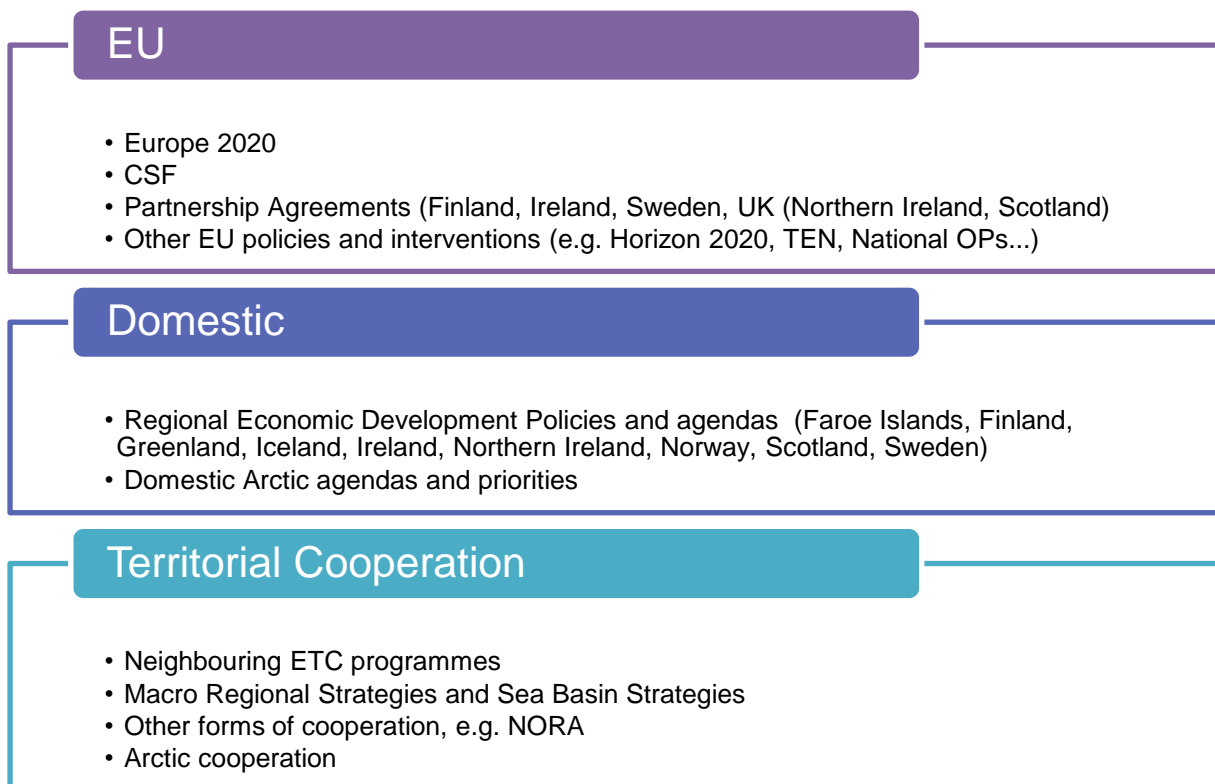 EU
• Europe 2020
• CSF
• Partnership Agreements (Finland, Ireland, Sweden, UK (Northern Ireland, Scotland)
• Other EU policies and interventions (e.g. Horizon 2020, TEN, National OPs...)
Domestic
• Regional Economic Development Policies and agendas (Faroe Islands, Finland,
Greenland, Iceland, Ireland, Northern Ireland, Norway, Scotland, Sweden)
• Domestic Arctic agendas and priorities
Territorial Cooperation
• Neighbouring ETC programmes
• Macro Regional Strategies and Sea Basin Strategies
• Other forms of cooperation, e.g. NORA
• Arctic cooperation